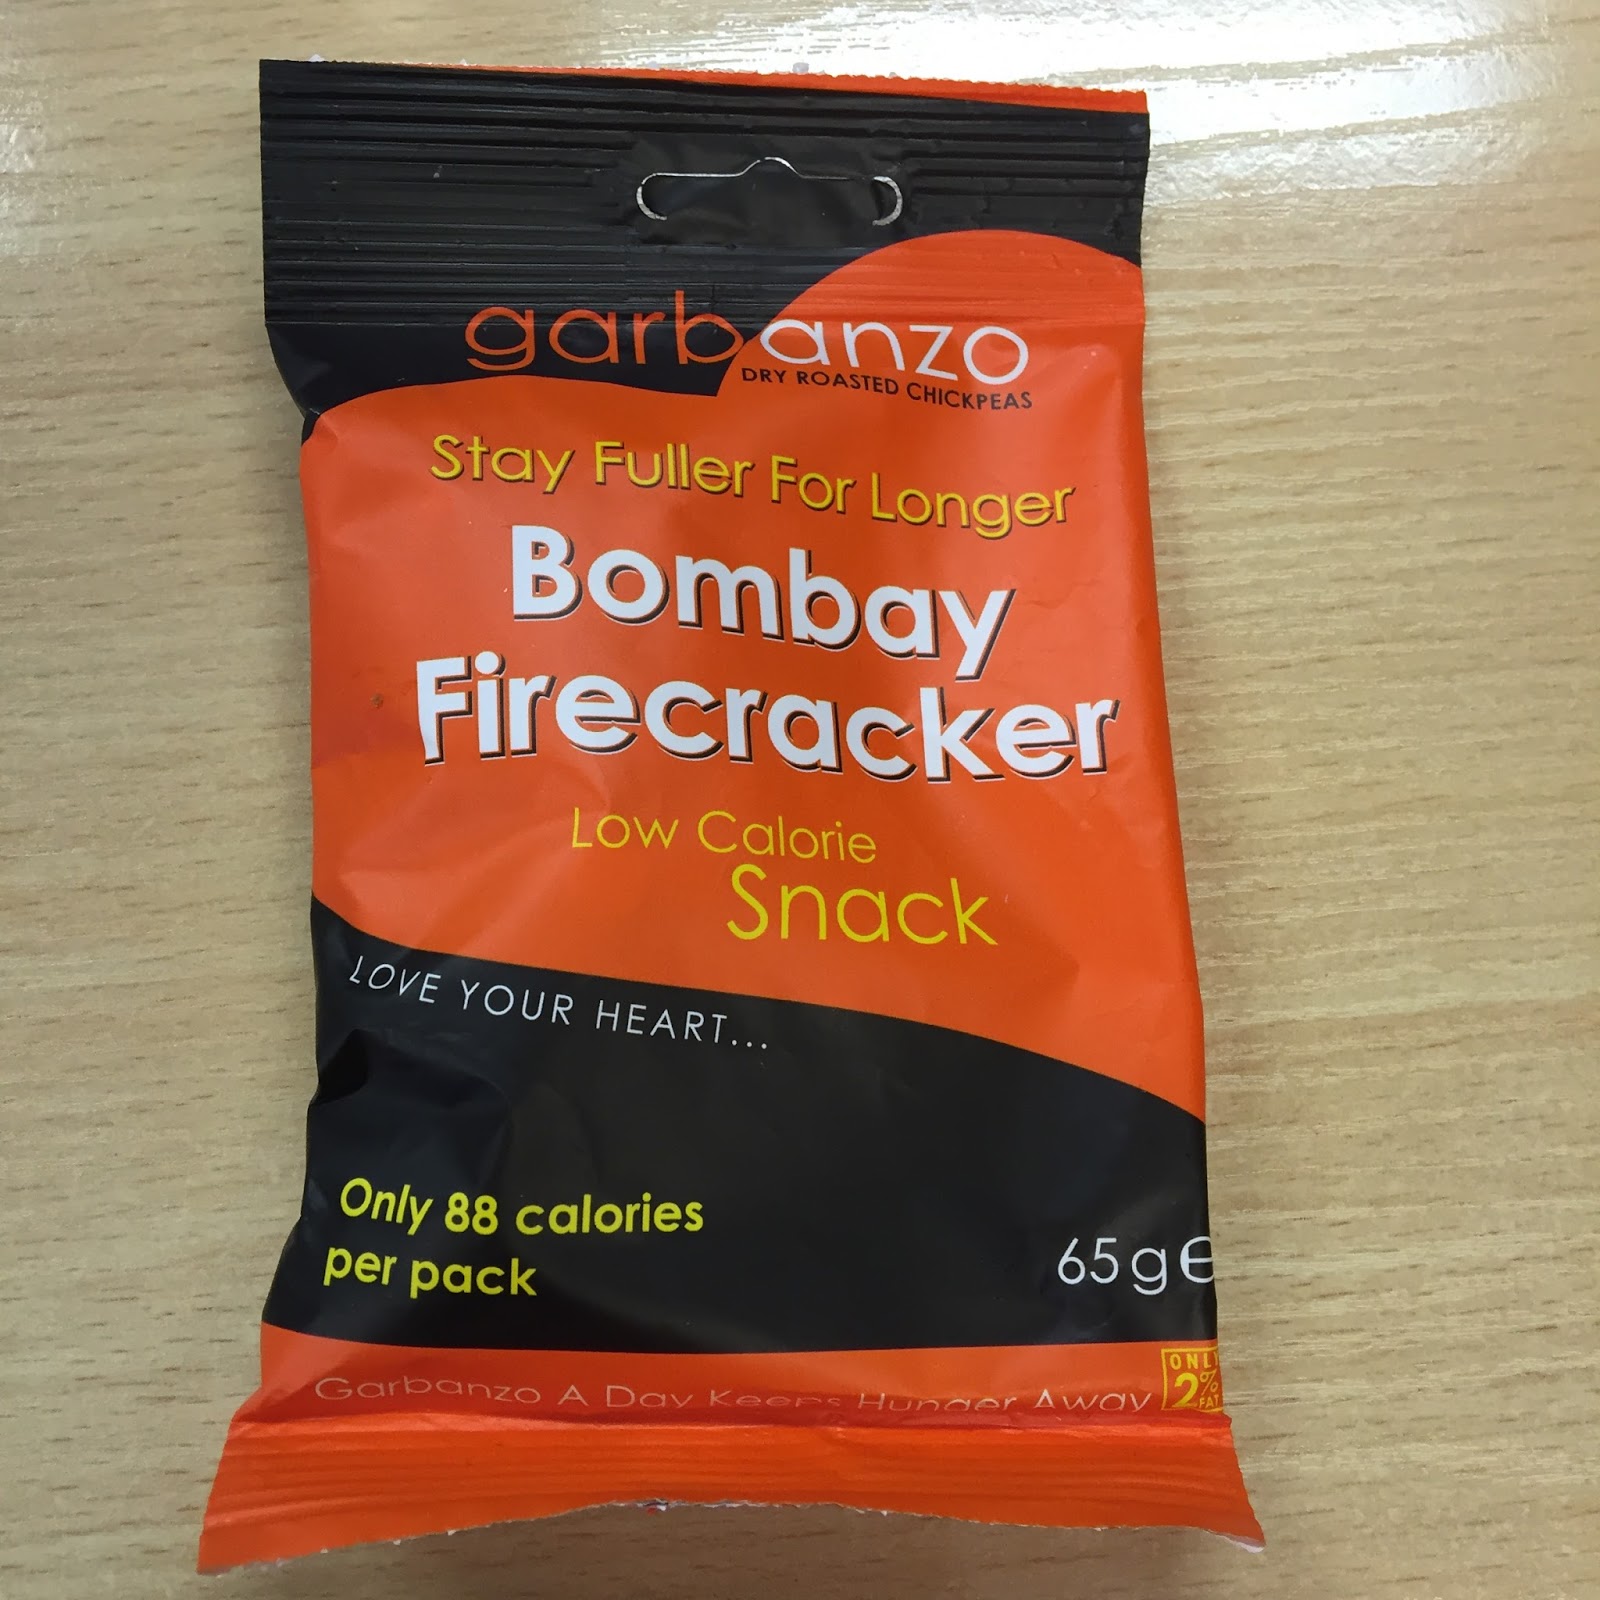 garbanzo
DRY ROASTED CHICKPEAS
Stay Fuller For Longer
Bombay
Firecracker
Low Calorie
Snack
LOVE YOUR HEART...
Only 88 calories
per pack
65g℮
Garbanzo A Day Keeps Hunger Away
ONLY
2%
FAT